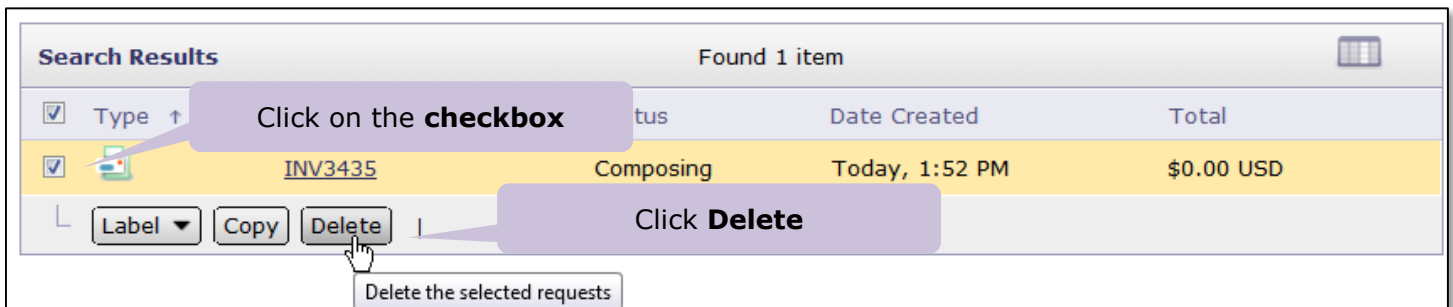 Search Results Found 1 item
Type ↑ Click on the checkbox tus Date Created Total
INV3435 Composing Today, 1:52 PM $0.00 USD
Label Copy Delete | Click Delete
Delete the selected requests